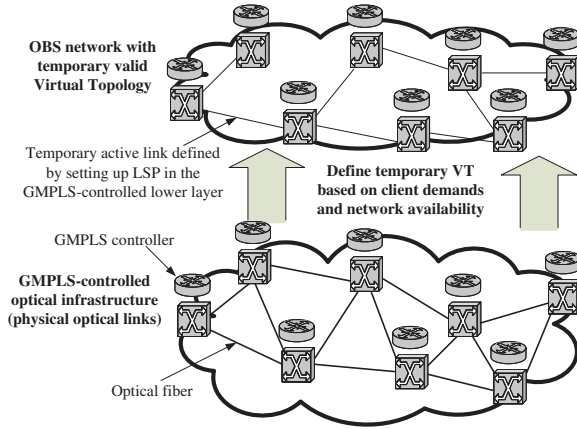 OBS network with
temporary valid
Virtual Topology
Temporary active link defined
by setting up LSP in the
GMPLS-controlled lower layer
Define temporary VT
based on client demands
and network availability
GMPLS controller
GMPLS-controlled
optical infrastructure
(physical optical links)
Optical fiber